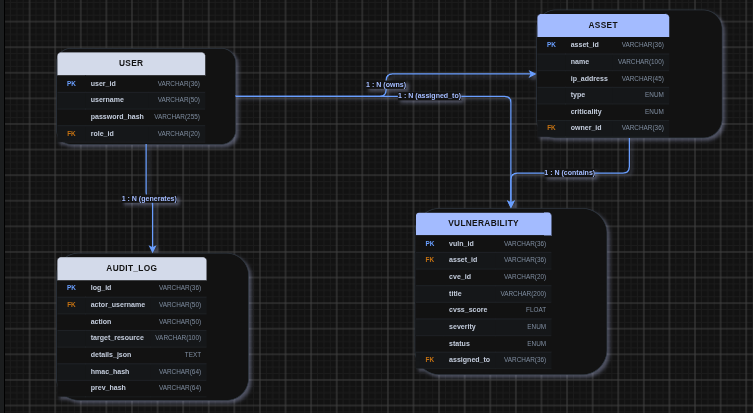 USER
PK user_id VARCHAR(36)
username VARCHAR(50)
password_hash VARCHAR(255)
FK role_id VARCHAR(20)
1 : N (owns)
1 : N (assigned_to)
ASSET
PK asset_id VARCHAR(36)
name VARCHAR(100)
ip_address VARCHAR(45)
type ENUM
criticality ENUM
FK owner_id VARCHAR(36)
1 : N (generates)
1 : N (contains)
AUDIT_LOG
PK log_id VARCHAR(36)
FK actor_username VARCHAR(50)
action VARCHAR(50)
target_resource VARCHAR(100)
details_json TEXT
hmac_hash VARCHAR(64)
prev_hash VARCHAR(64)
VULNERABILITY
PK vuln_id VARCHAR(36)
FK asset_id VARCHAR(36)
cve_id VARCHAR(20)
title VARCHAR(200)
cvss_score FLOAT
severity ENUM
status ENUM
FK assigned_to VARCHAR(36)